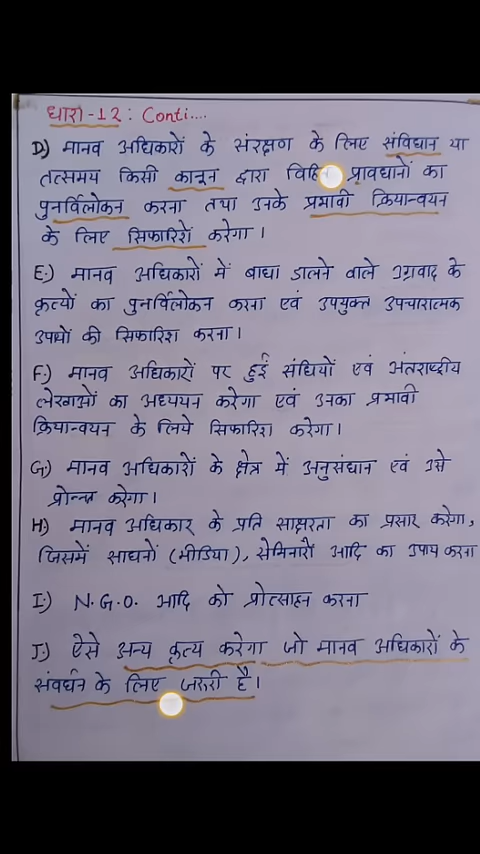 धारा-12: Conti....
D) मानव अधिकारों के संरक्षण के लिए संविधान या
तत्समय किसी कानून द्वारा प्रावधानों का
पुनर्विलोकन करना तथा उनके प्रभावी क्रियान्वयन
के लिए सिफारिशें करेगा।
E.) मानव अधिकारों में बाधा डालने वाले उग्रवाद के
कृत्यों का पुनर्विलोकन करना एवं उपयुक्त उपचारात्मक
उपायों की सिफारिश करना।
F.) मानव अधिकारों पर हुई संधियों एवं अंतराष्ट्रीय
लेखाओं का अध्ययन करेगा एवं उनका प्रभावी
क्रियान्वयन के लिये सिफारिश करेगा।
G.) मानव अधिकारों के क्षेत्र में अनुसंधान एवं उसे
प्रोन्नत करेगा।
H) मानव अधिकार के प्रति साक्षरता का प्रसार करेगा,
जिसमें साधनों (मीडिया), सेमिनारों आदि का उपाय करना
I.) N.G.O. आदि को प्रोत्साहन करना
J.) ऐसे अन्य कृत्य करेगा जो मानव अधिकारों के
संवर्धन के लिए जरुरी है।